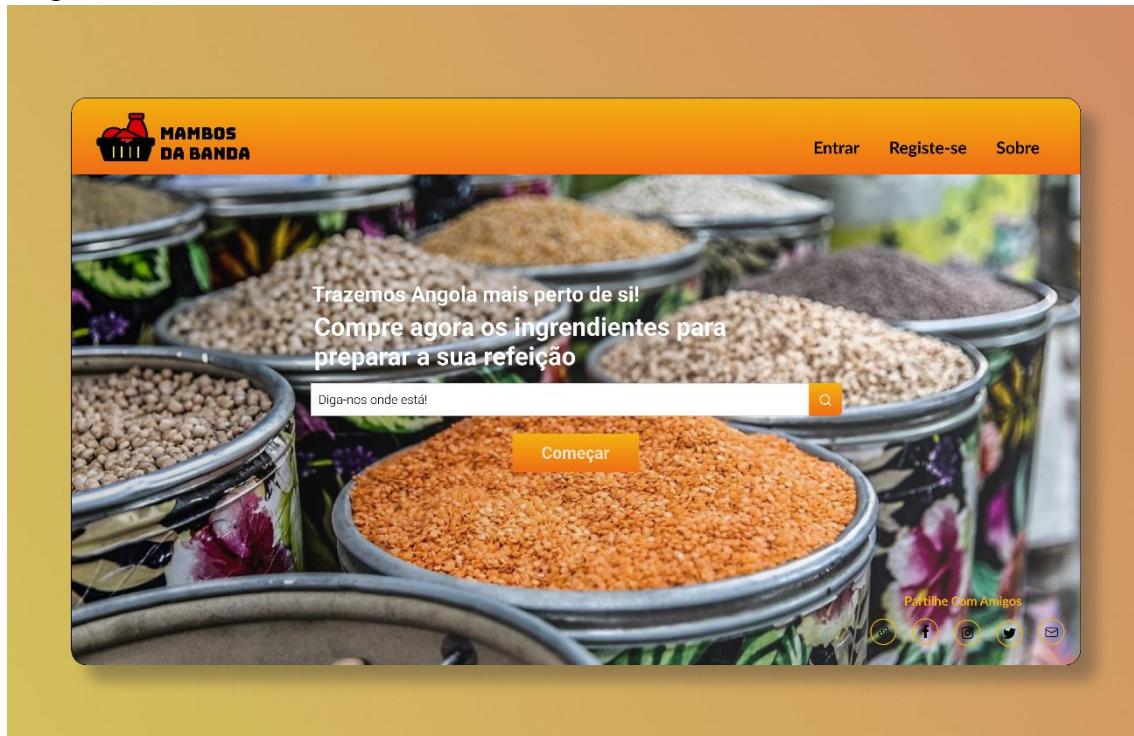 MAMBOS
DA BANDA
Entrar Registe-se Sobre
Trazemos Angola mais perto de si!
Compre agora os ingrendientes para
preparar a sua refeição
Diga-nos onde está!
Começar
Partilhe Com Amigos